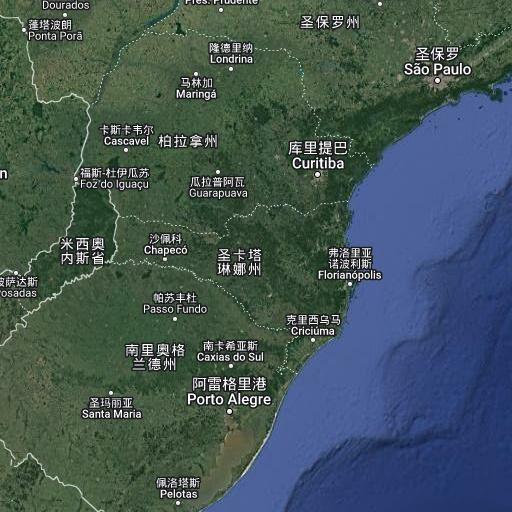 Dourados
Pres. Prudente
蓬塔波朗
Ponta Porã
圣保罗州
隆德里纳
Londrina
圣保罗
São Paulo
马林加
Maringá
卡斯卡韦尔
Cascavel
柏拉拿州
库里提巴
Curitiba
福斯-杜伊瓜苏
Foz do Iguaçu
瓜拉普阿瓦
Guarapuava
米西奥
内斯省
沙佩科
Chapecó
圣卡塔
琳娜州
弗洛里亚
诺波利斯
Florianópolis
波萨达斯
osadas
帕苏丰杜
Passo Fundo
克里西乌马
Criciúma
南里奥格
兰德州
南卡希亚斯
Caxias do Sul
阿雷格里港
Porto Alegre
圣玛丽亚
Santa Maria
佩洛塔斯
Pelotas